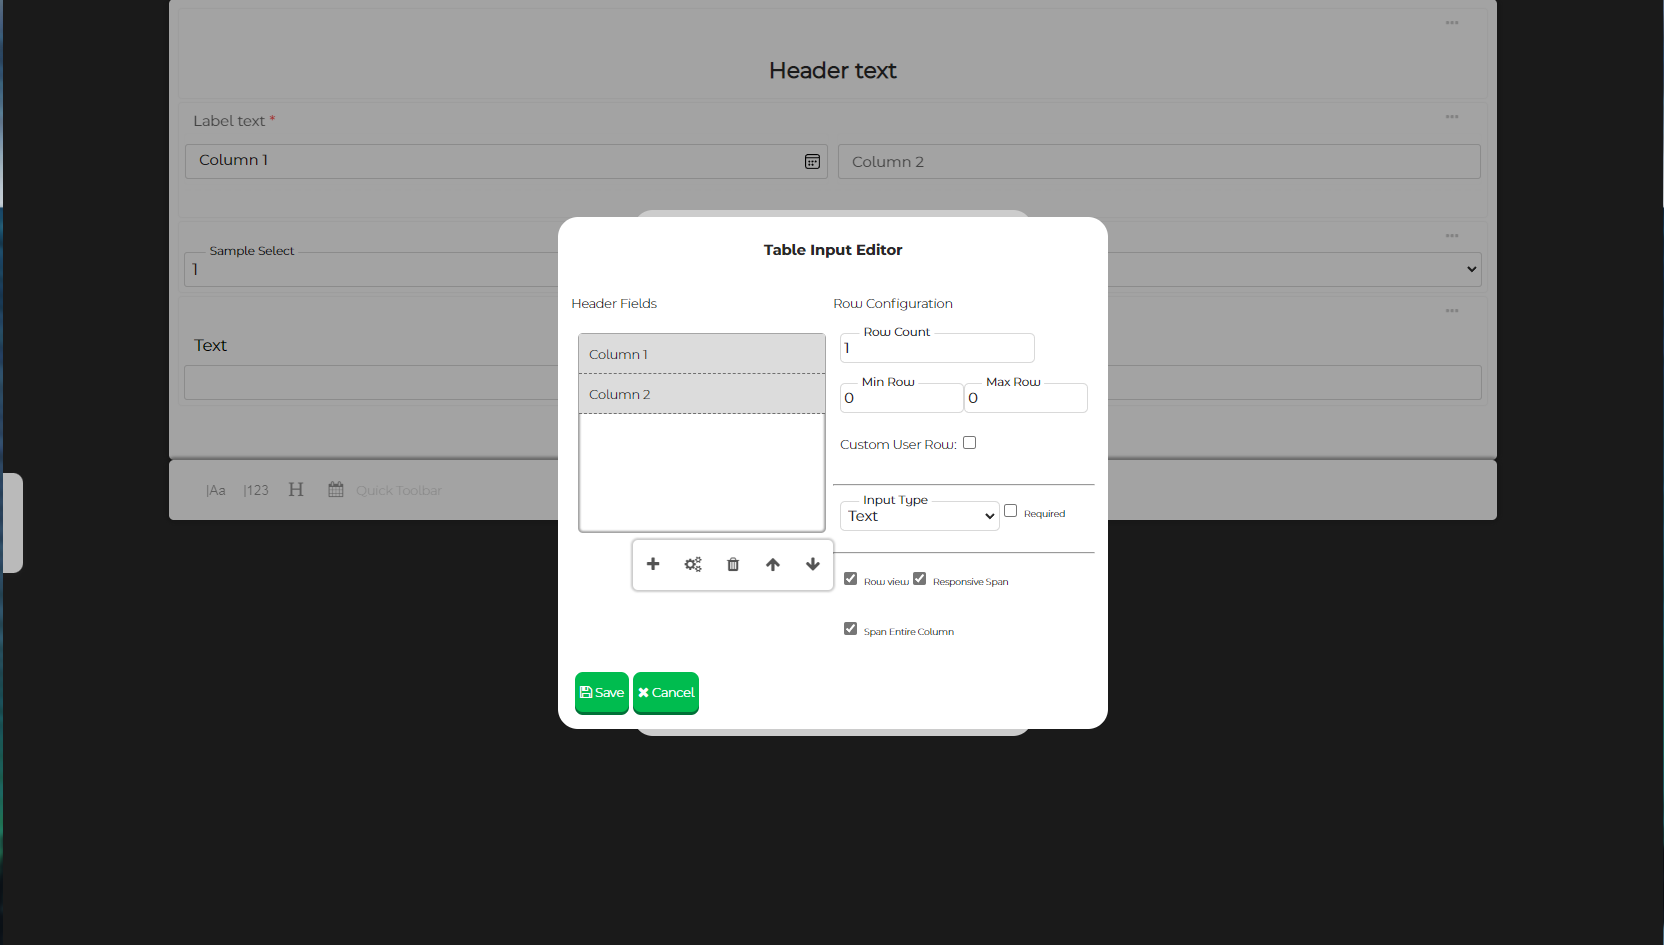 Header text
Label text *
Column 1
Column 2
Sample Select
1
Text
|Aa |123 H Quick Toolbar
Table Input Editor
Header Fields
Column 1
Column 2
Row Configuration
Row Count
1
Min Row Max Row
0 0
Custom User Row:
Input Type
Text Required
Row view Responsive Span
Span Entire Column
Save Cancel